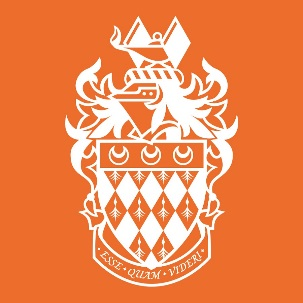 • ESSE • QUAM • VIDERI •